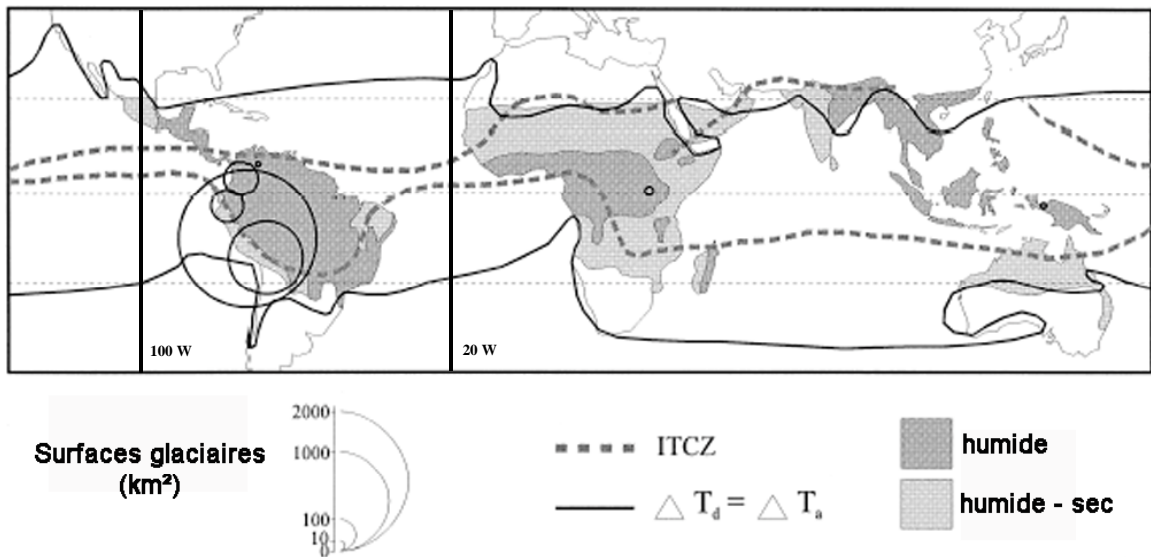 100 W
20 W
Surfaces glaciaires
(km²)
2000
1000
100
10
0
ITCZ
△ Td = △ Ta
humide
humide - sec